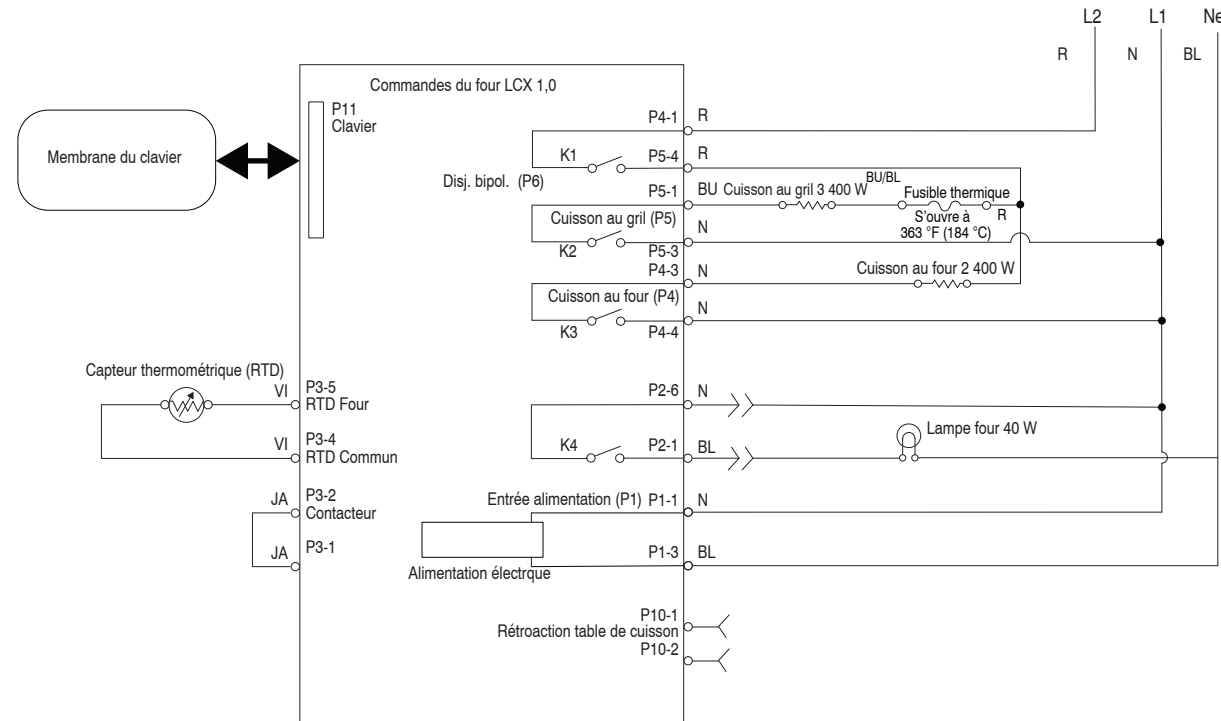 L2 L1 Ne
R N BL
Commandes du four LCX 1,0
P11
Clavier
Membrane du clavier
P4-1 R
K1 P5-4 R
Disj. bipol. (P6)
P5-1 BU Cuisson au gril 3 400 W BU/BL Fusible thermique
R
S'ouvre à
363 °F (184 °C)
Cuisson au gril (P5) N
K2 P5-3
P4-3 N Cuisson au four 2 400 W
Cuisson au four (P4) N
K3 P4-4
Capteur thermométrique (RTD)
VI P3-5
RTD Four
VI P3-4
RTD Commun
JA P3-2
Contacteur
JA P3-1
P2-6 N
K4 P2-1 BL
Lampe four 40 W
Entrée alimentation (P1) P1-1 N
P1-3 BL
Alimentation électrque
P10-1
Rétroaction table de cuisson
P10-2